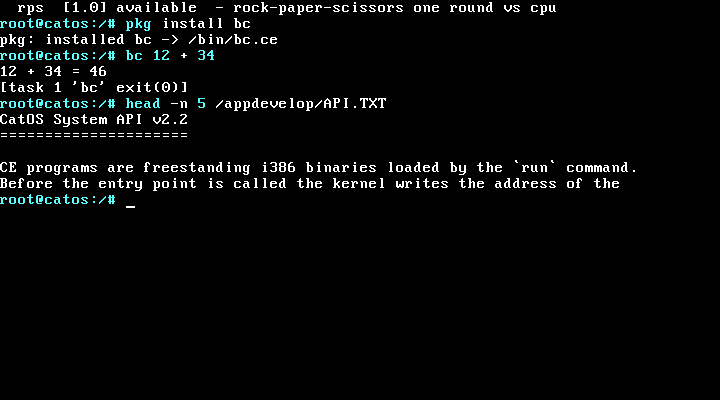 rps [1.0] available - rock-paper-scissors one round vs cpu
root@catos:/# pkg install bc
pkg: installed bc -> /bin/bc.ce
root@catos:/# bc 12 + 34
12 + 34 = 46
[task 1 'bc' exit(0)]
root@catos:/# head -n 5 /appdevelop/API.TXT
CatOS System API v2.2
=====================
CE programs are freestanding i386 binaries loaded by the `run` command.
Before the entry point is called the kernel writes the address of the
root@catos:/# _